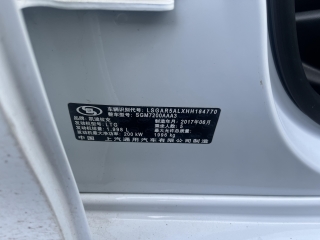 车辆识别代号: LSGAR5ALXHH194770
整车型号: SGM7200AAA3
品牌: 凯迪拉克
制造年月: 2017年06月
发动机型号: LTG
发动机排量: 1.998 L
最大允许总质量
发动机最大净功率: 200 kW
1990 kg
中国 上汽通用汽车有限公司制造